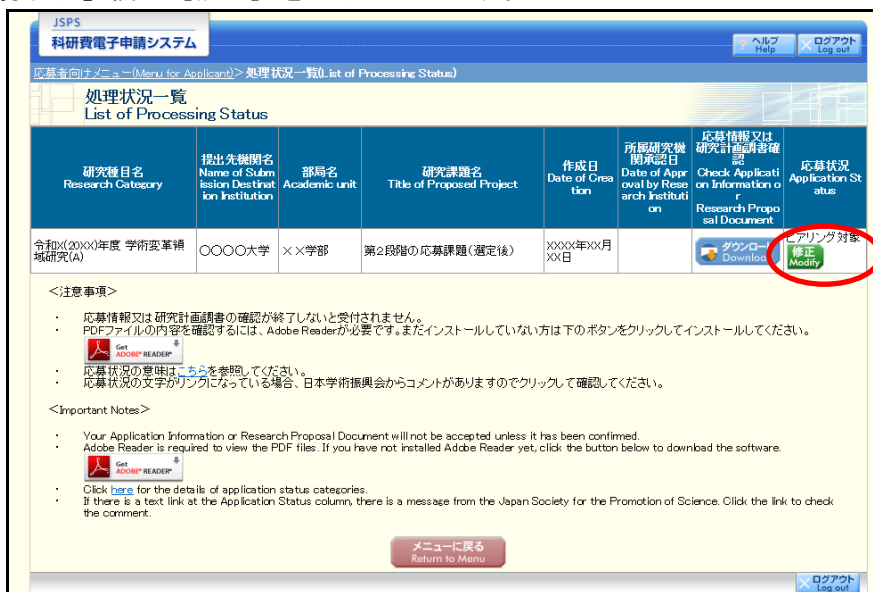 JSPS
科研費電子申請システム
ヘルプ
Help
ログアウト
Log out
応募者向けメニュー(Menu for Applicant)> 処理状況一覧(List of Processing Status)
処理状況一覧
List of Processing Status
研究種目名
Research Category
提出先機関名
Name of Subm
ission Destinat
ion Institution
部局名
Academic unit
研究課題名
Title of Proposed Project
作成日
Date of Crea
tion
所属研究機
関承認日
Date of Appr
oval by Rese
arch Instituti
on
応募情報又は
研究計画調書確
認
Check Applicati
on Information o
r
Research Propo
sal Document
応募状況
Application St
atus
令和X(20XX)年度 学術変革領
域研究(A)
〇〇〇〇大学
××学部
第2段階の応募課題(選定後)
XXXX年XX月
XX日
ダウンロード
Download
ヒアリング対象
修正
Modify
<注意事項>
・ 応募情報又は研究計画調書の確認が終了しないと受付されません。
・ PDFファイルの内容を確認するには、Adobe Readerが必要です。まだインストールしていない方は下のボタンをクリックしてインストールしてください。
Get
ADOBE® READER®
・ 応募状況の意味はこちらを参照してください。
・ 応募状況の文字がリンクになっている場合、日本学術振興会からコメントがありますのでクリックして確認してください。
<Important Notes>
・ Your Application Information or Research Proposal Document will not be accepted unless it has been confirmed.
・ Adobe Reader is required to view the PDF files. If you have not installed Adobe Reader yet, click the button below to download the software.
Get
ADOBE® READER®
・ Click here for the details of application status categories.
・ If there is a text link at the Application Status column, there is a message from the Japan Society for the Promotion of Science. Click the link to check
the comment.
メニューに戻る
Return to Menu
ログアウト
Log out